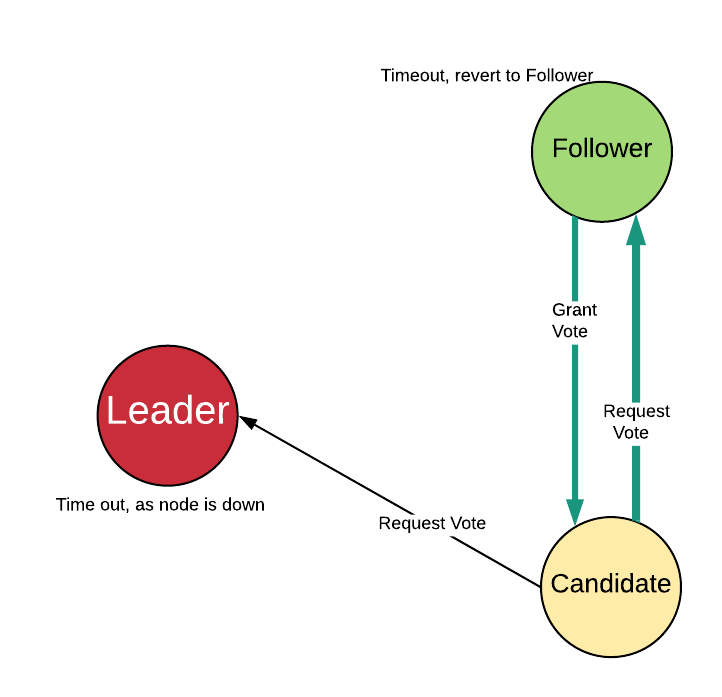 Timeout, revert to Follower
Follower
Grant
Vote
Leader
Request
Vote
Time out, as node is down
Request Vote
Candidate